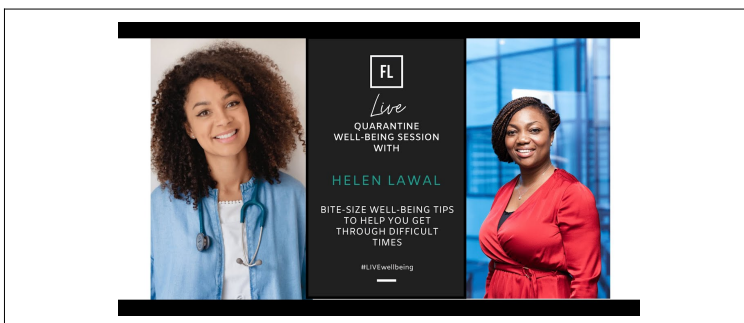 FL
Live
QUARANTINE
WELL-BEING SESSION
WITH
HELEN LAWAL
BITE-SIZE WELL-BEING TIPS
TO HELP YOU GET
THROUGH DIFFICULT
TIMES
#LIVEwellbeing